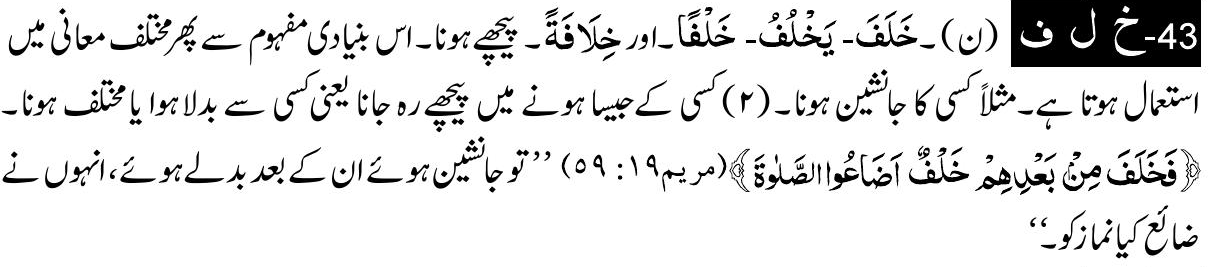 43- خ ل ف (ن)۔ خَلَفَ- يَخْلُفُ- خَلْفًا۔ اور خِلَافَةً۔ پیچھے ہونا۔ اس بنیادی مفہوم سے پھر مختلف معانی میں
استعمال ہوتا ہے۔ مثلاً کسی کا جانشین ہونا۔ (۲) کسی کے جیسا ہونے میں پیچھے رہ جانا یعنی کسی سے بدلا ہوا یا مختلف ہونا۔
﴿فَخَلَفَ مِنْۢ بَعْدِهِمْ خَلْفٌ اَضَاعُوا الصَّلٰوةَ﴾ (مریم ۱۹: ۵۹) ’’تو جانشین ہوئے ان کے بعد بدلے ہوئے، انہوں نے
ضائع کیا نماز کو۔‘‘